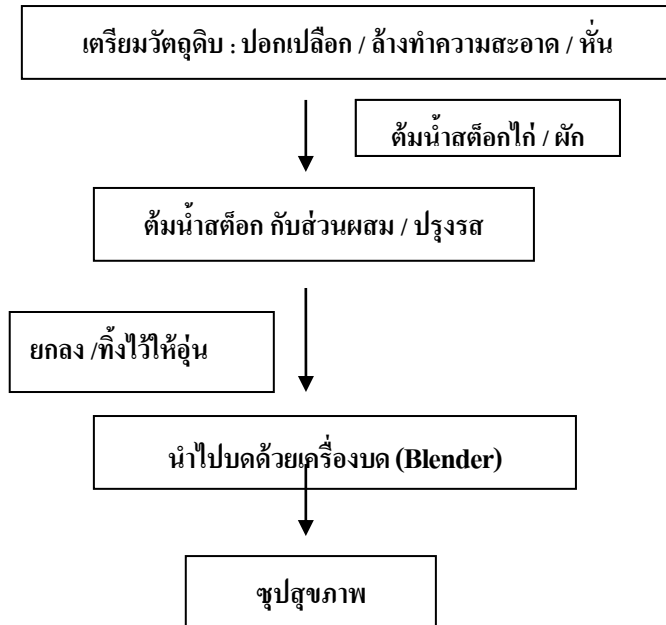 เตรียมวัตถุดิบ : ปอกเปลือก / ล้างทำความสะอาด / หั่น
ต้มน้ำสต็อกไก่ / ผัก
ต้มน้ำสต็อก กับส่วนผสม / ปรุงรส
ยกลง /ทิ้งไว้ให้อุ่น
นำไปบดด้วยเครื่องบด (Blender)
ซุปสุขภาพ